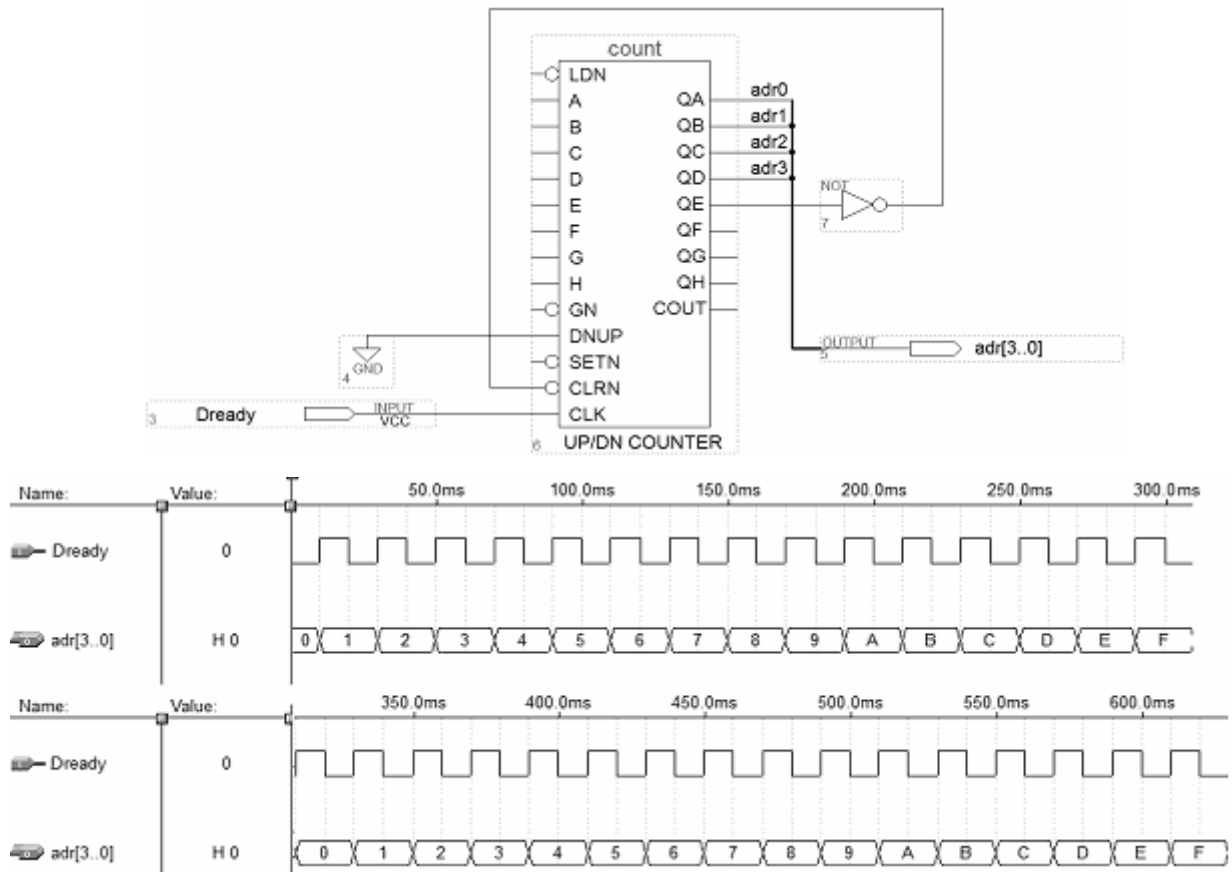 count
LDN
A QA adr0
B QB adr1
C QC adr2
D QD adr3
E QE NOT
7
F QF
G QG
H QH
GN COUT
DNUP
4 GND
SETN
CLRN
CLK
OUTPUT
5 adr[3..0]
3 Dready INPUT
VCC
6 UP/DN COUNTER
Name: Value: 50.0ms 100.0ms 150.0ms 200.0ms 250.0ms 300.0ms
Dready 0
adr[3..0] H 0 0 1 2 3 4 5 6 7 8 9 A B C D E F
Name: Value: 350.0ms 400.0ms 450.0ms 500.0ms 550.0ms 600.0ms
Dready 0
adr[3..0] H 0 0 1 2 3 4 5 6 7 8 9 A B C D E F